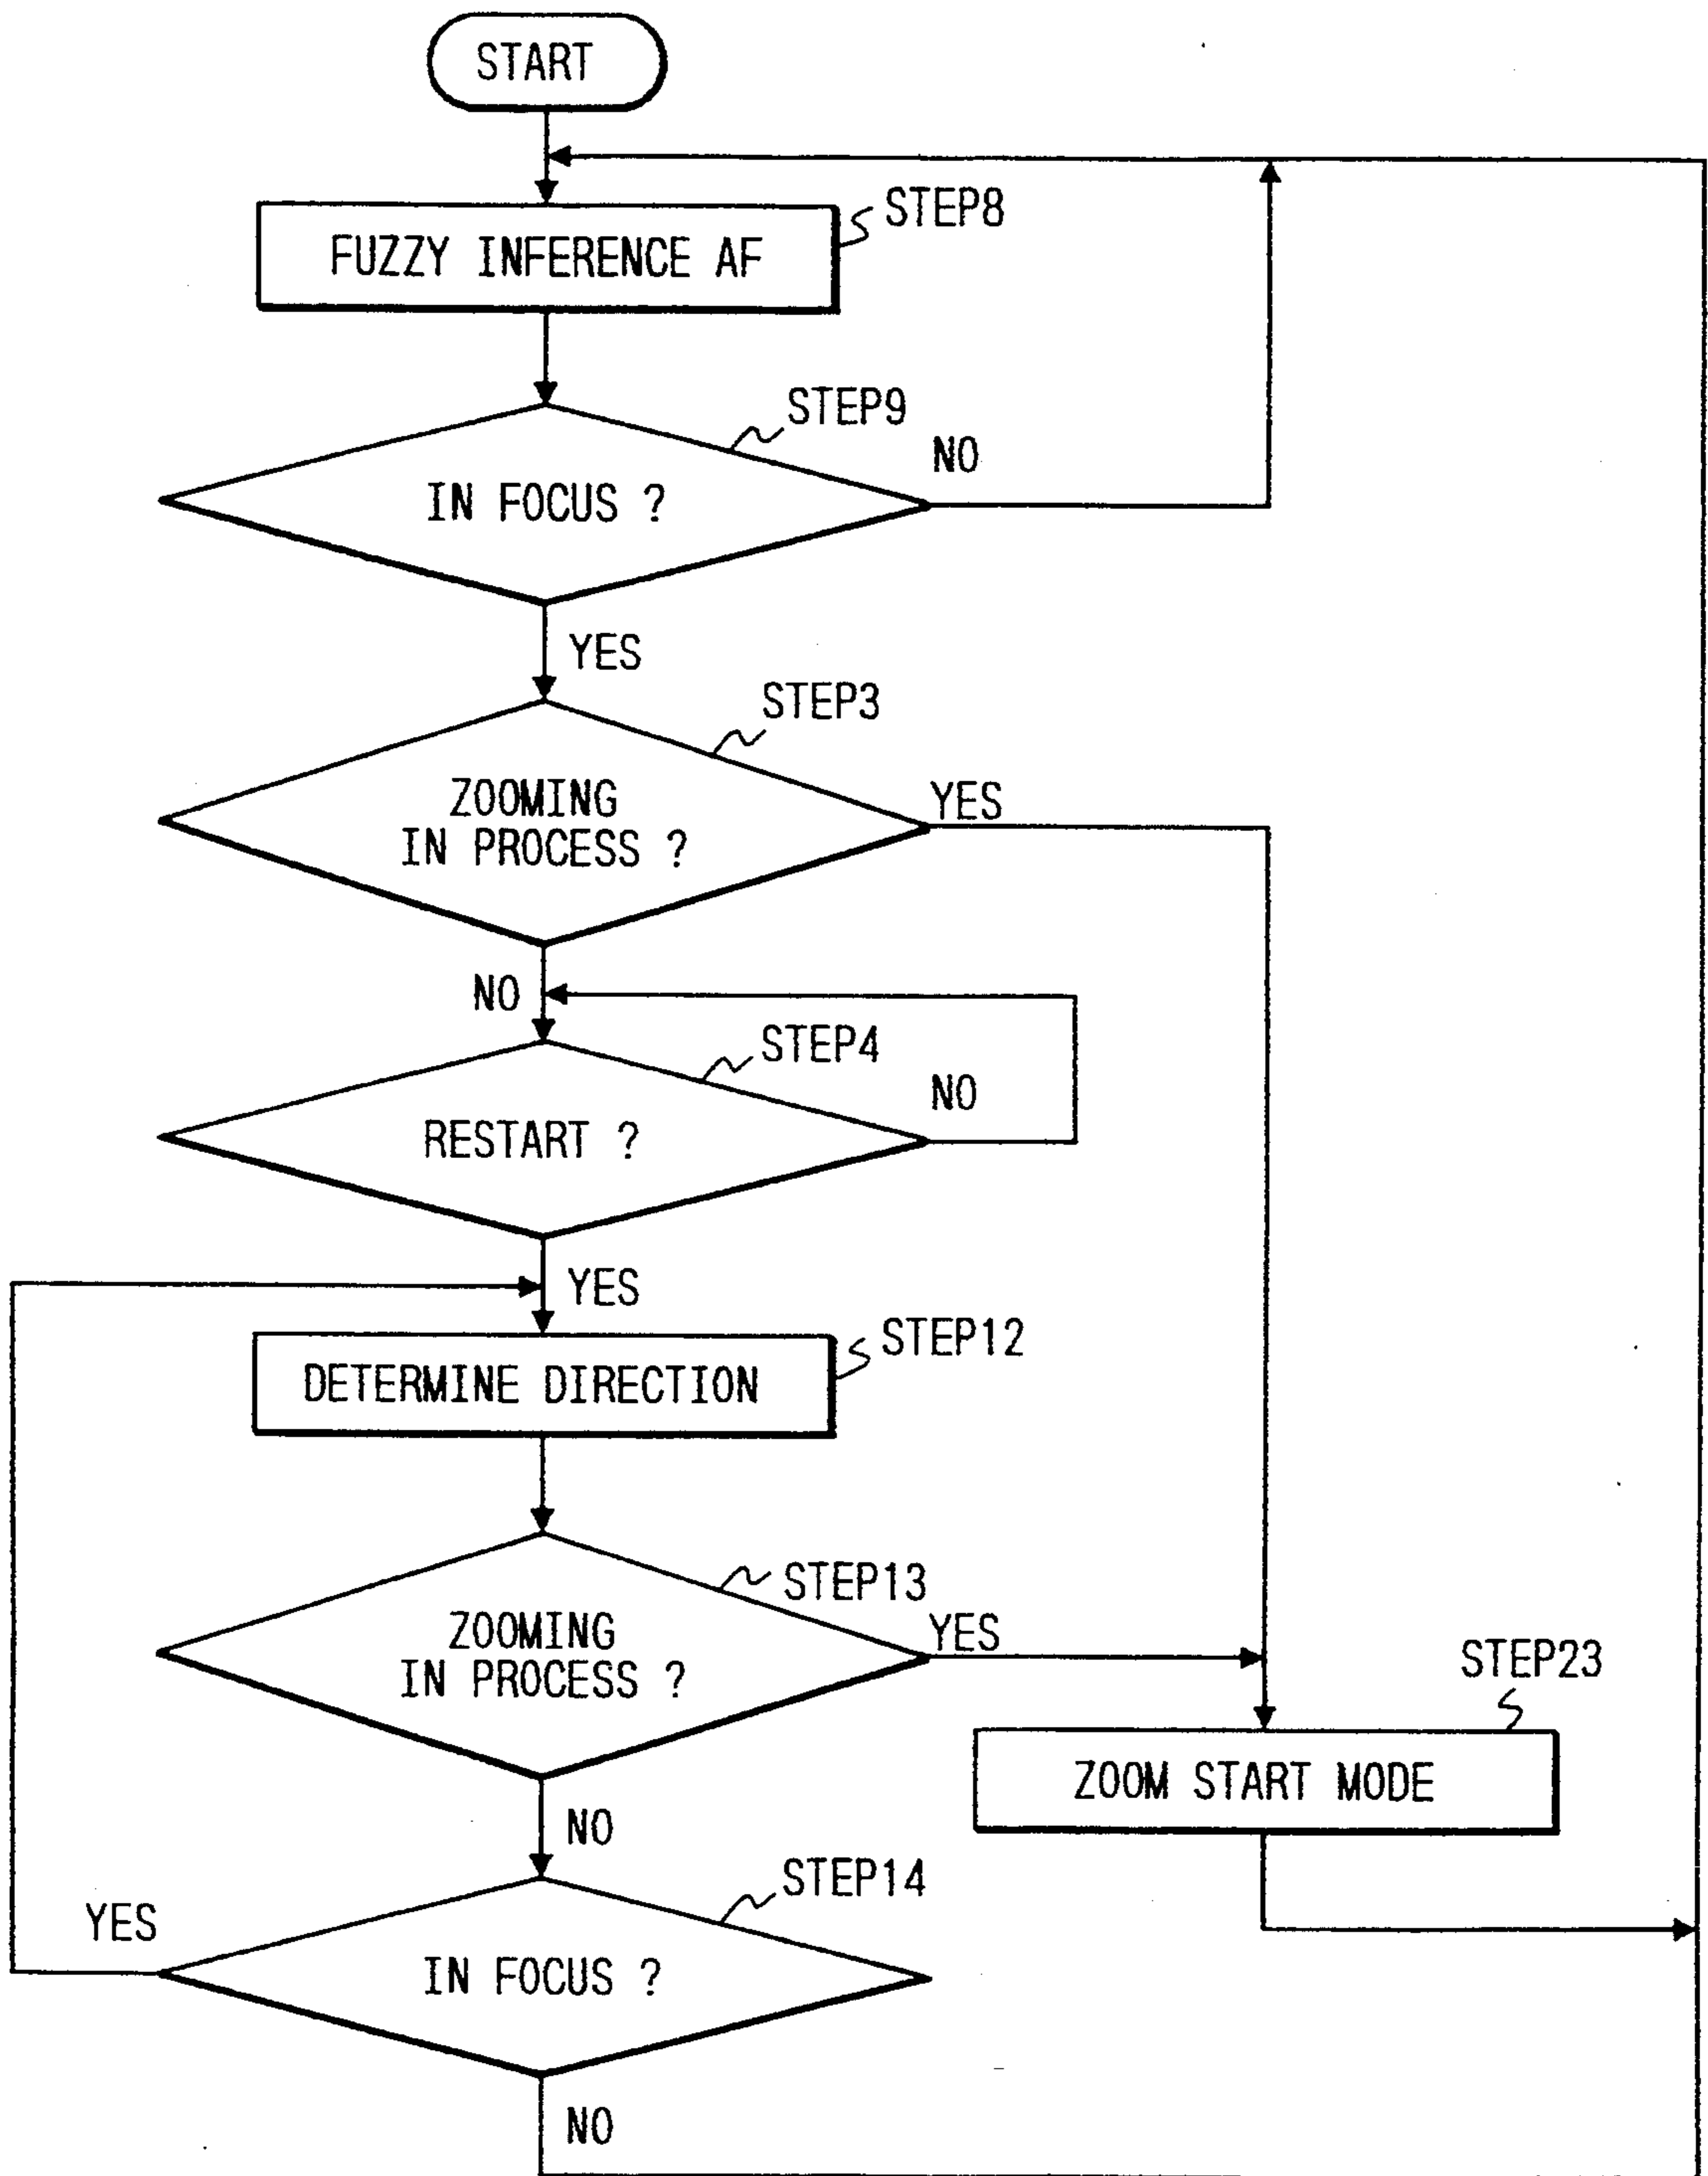 START
STEP8
FUZZY INFERENCE AF
STEP9
NO
IN FOCUS ?
YES
STEP3
ZOOMING
IN PROCESS ?
YES
NO
STEP4
NO
RESTART ?
YES
STEP12
DETERMINE DIRECTION
STEP13
ZOOMING
IN PROCESS ?
YES
STEP23
ZOOM START MODE
NO
STEP14
YES
IN FOCUS ?
NO